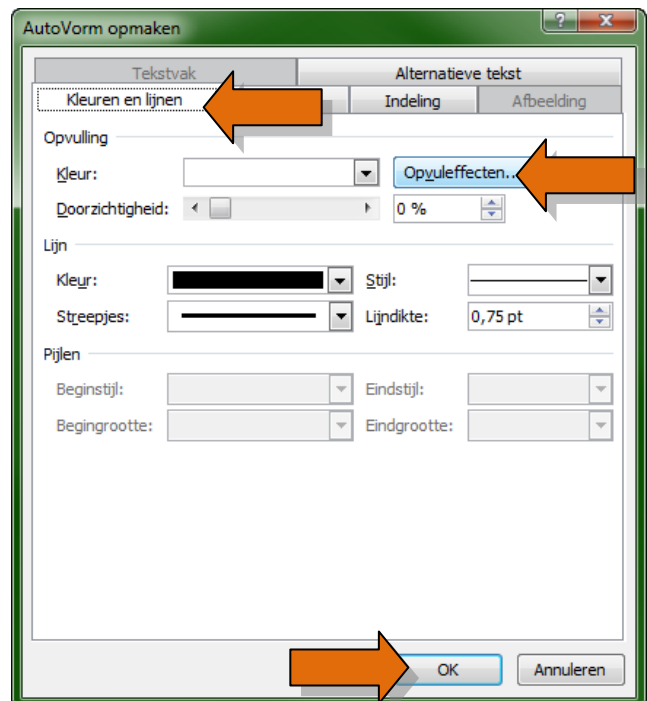 AutoVorm opmaken
Tekstvak Alternatieve tekst
Kleuren en lijnen Indeling Afbeelding
Opvulling
Kleur: Opvuleffecten..
Doorzichtigheid: 0 %
Lijn
Kleur: Stijl:
Streepjes: Lijndikte: 0,75 pt
Pijlen
Beginstijl: Eindstijl:
Begingrootte: Eindgrootte:
OK Annuleren